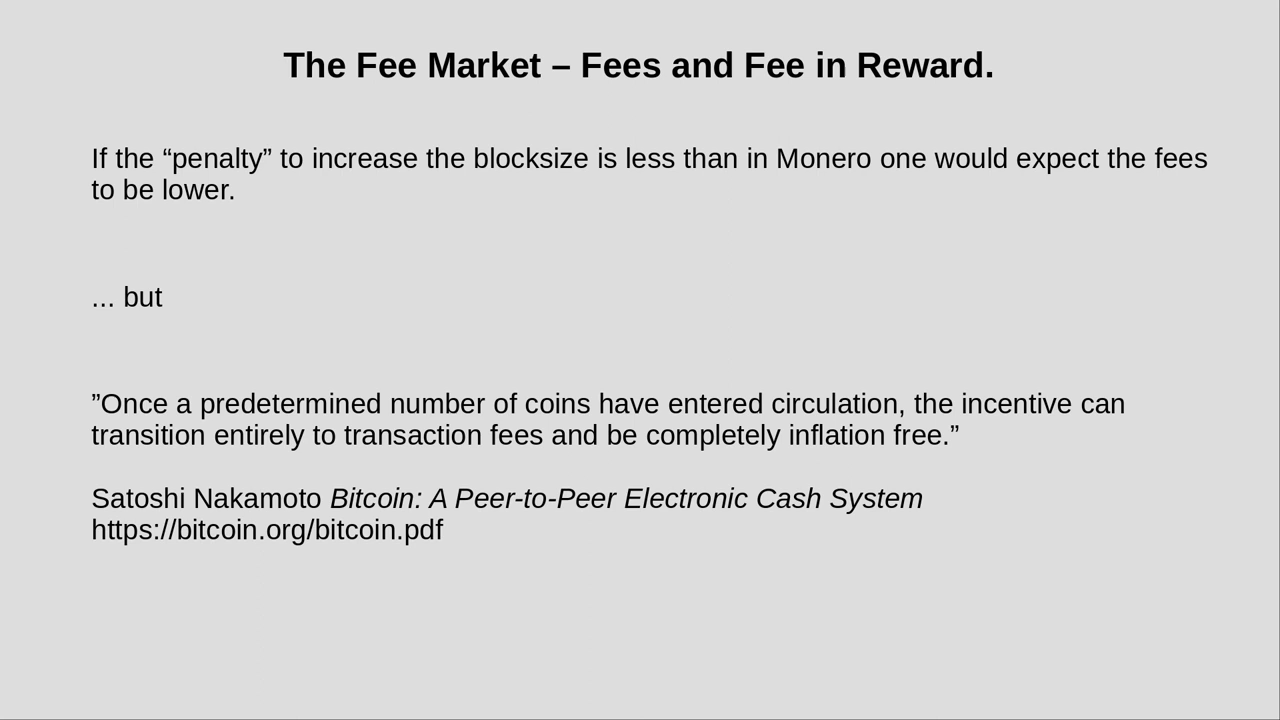 The Fee Market – Fees and Fee in Reward.
If the “penalty” to increase the blocksize is less than in Monero one would expect the fees
to be lower.
... but
”Once a predetermined number of coins have entered circulation, the incentive can
transition entirely to transaction fees and be completely inflation free.”
Satoshi Nakamoto Bitcoin: A Peer-to-Peer Electronic Cash System
https://bitcoin.org/bitcoin.pdf